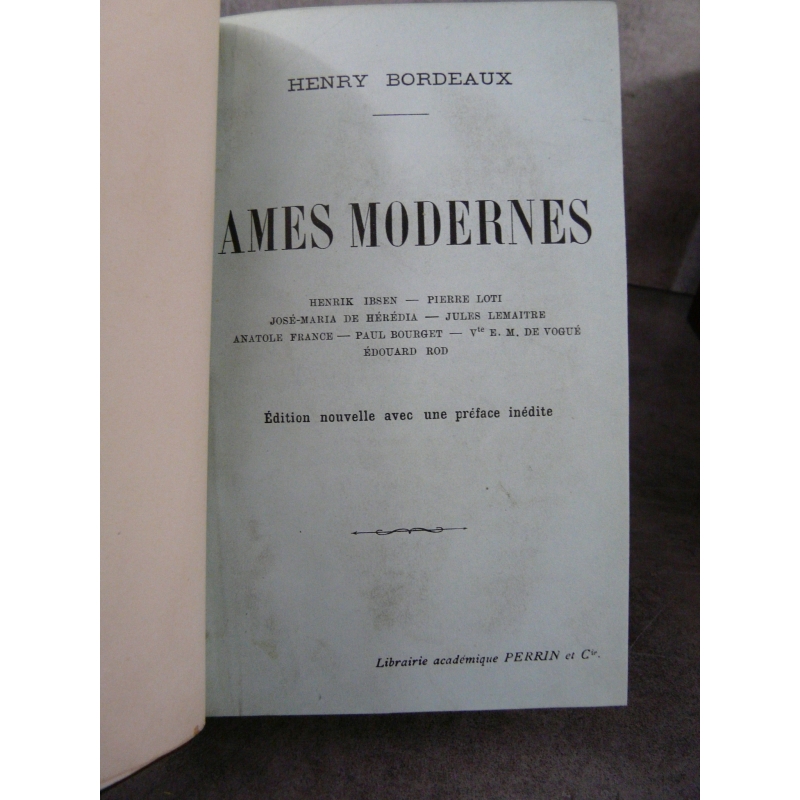 HENRY BORDEAUX
AMES MODERNES
HENRIK IBSEN — PIERRE LOTI
JOSÉ-MARIA DE HÉRÉDIA — JULES LEMAITRE
ANATOLE FRANCE — PAUL BOURGET — Vte E. M. DE VOGUÉ
ÉDOUARD ROD
Édition nouvelle avec une préface inédite
Librairie académique PERRIN et Cie.